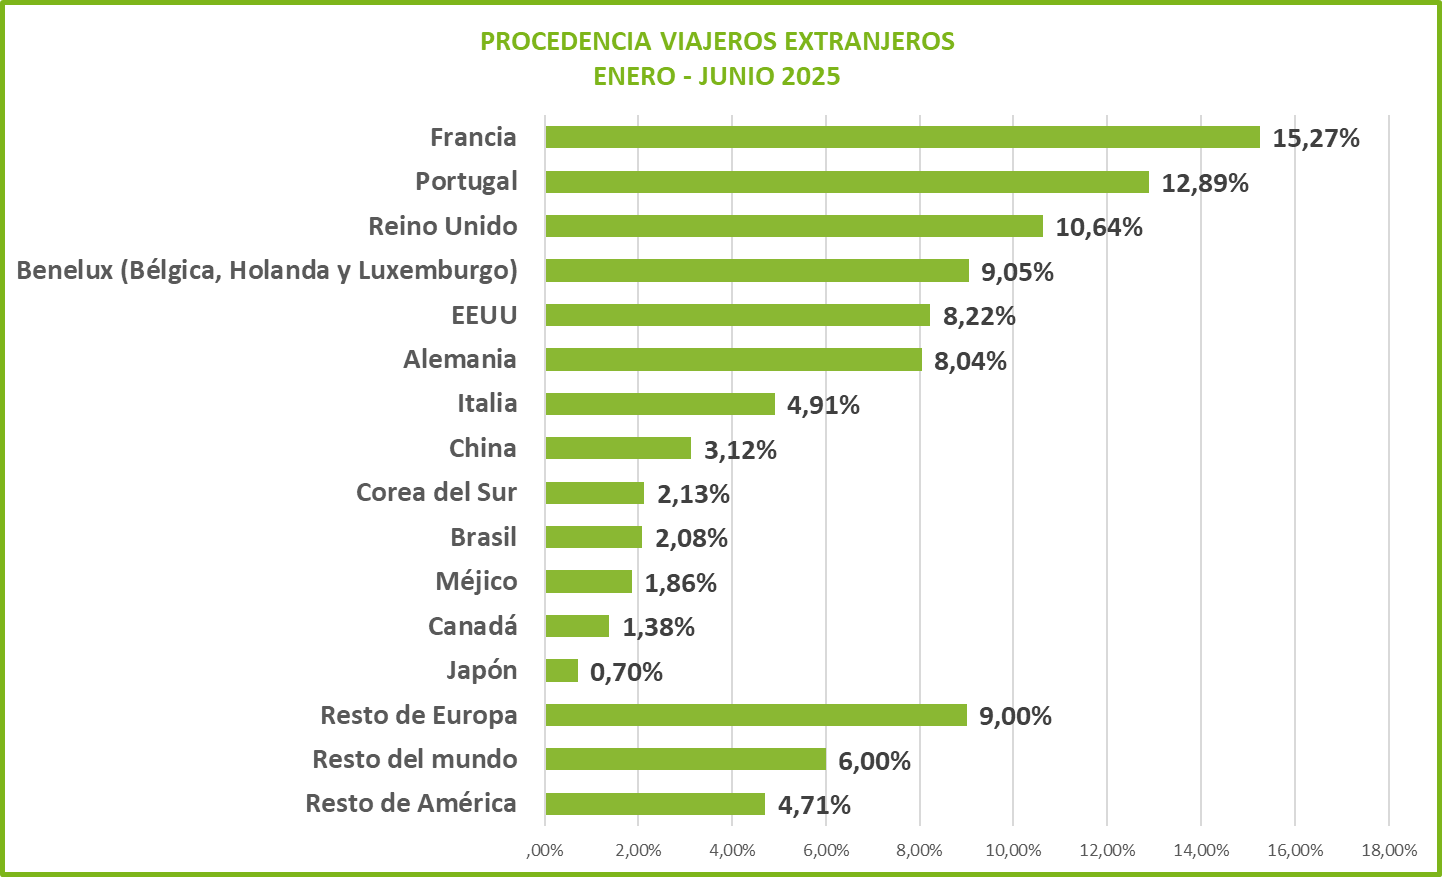 PROCEDENCIA VIAJEROS EXTRANJEROS
ENERO - JUNIO 2025
Francia 15,27%
Portugal 12,89%
Reino Unido 10,64%
Benelux (Bélgica, Holanda y Luxemburgo) 9,05%
EEUU 8,22%
Alemania 8,04%
Italia 4,91%
China 3,12%
Corea del Sur 2,13%
Brasil 2,08%
Méjico 1,86%
Canadá 1,38%
Japón 0,70%
Resto de Europa 9,00%
Resto del mundo 6,00%
Resto de América 4,71%
,00% 2,00% 4,00% 6,00% 8,00% 10,00% 12,00% 14,00% 16,00% 18,00%